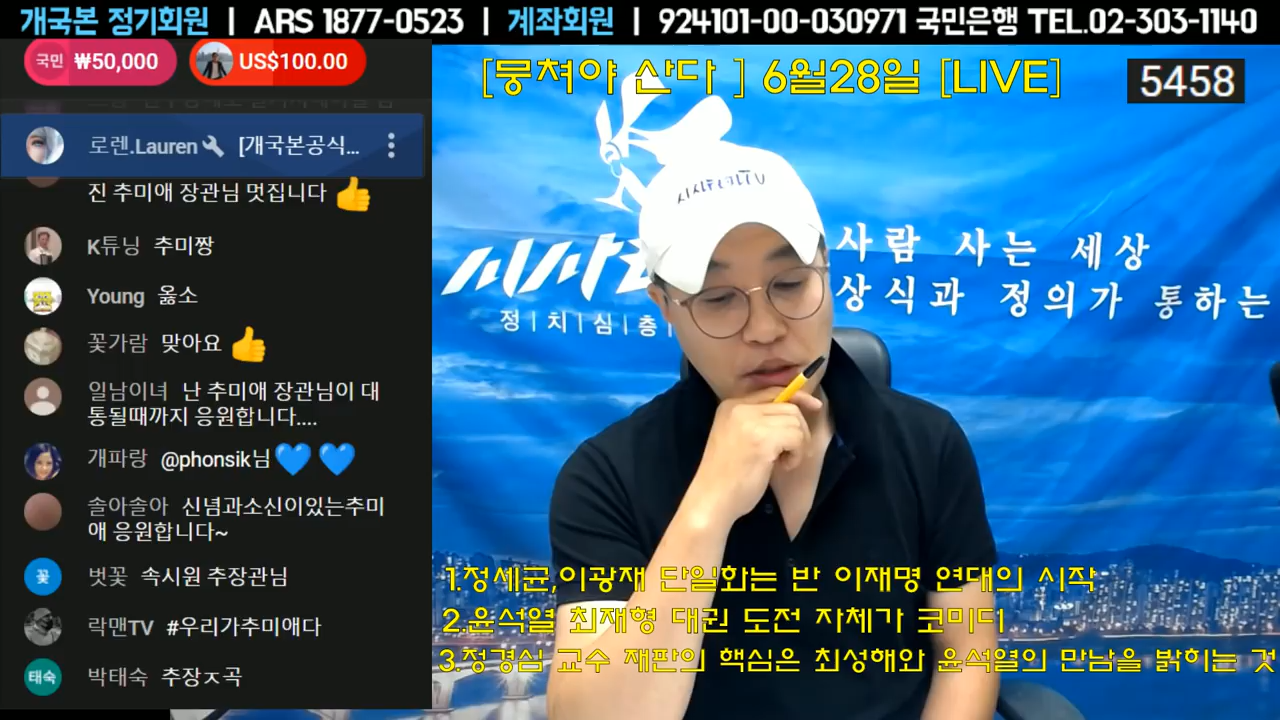 개국본 정기회원 | ARS 1877-0523 | 계좌회원 | 924101-00-030971 국민은행 TEL.02-303-1140
국민 ₩50,000
US$100.00
[뭉쳐야 산다 ] 6월28일 [LIVE]
5458
로렌.Lauren [개국본공식...
진 추미애 장관님 멋집니다
K튜닝 추미짱
Young 옳소
꽃가람 맞아요
일남이녀 난 추미애 장관님이 대
통될때까지 응원합니다....
개파랑 @phonsik님
솔아솔아 신념과소신이있는추미
애 응원합니다~
꽃 벗꽃 속시원 추장관님
락맨TV #우리가추미애다
태숙 박태숙 추장ㅈ곡
시사
정 | 치 | 심 | 층
사람 사는 세상
상식과 정의가 통하는
1.정세균,이광재 단일화는 반 이재명 연대의 시작
2.윤석열 최재형 대권 도전 자체가 코미디
3.정경심 교수 재판의 핵심은 최성해와 윤석열의 만남을 밝히는 것